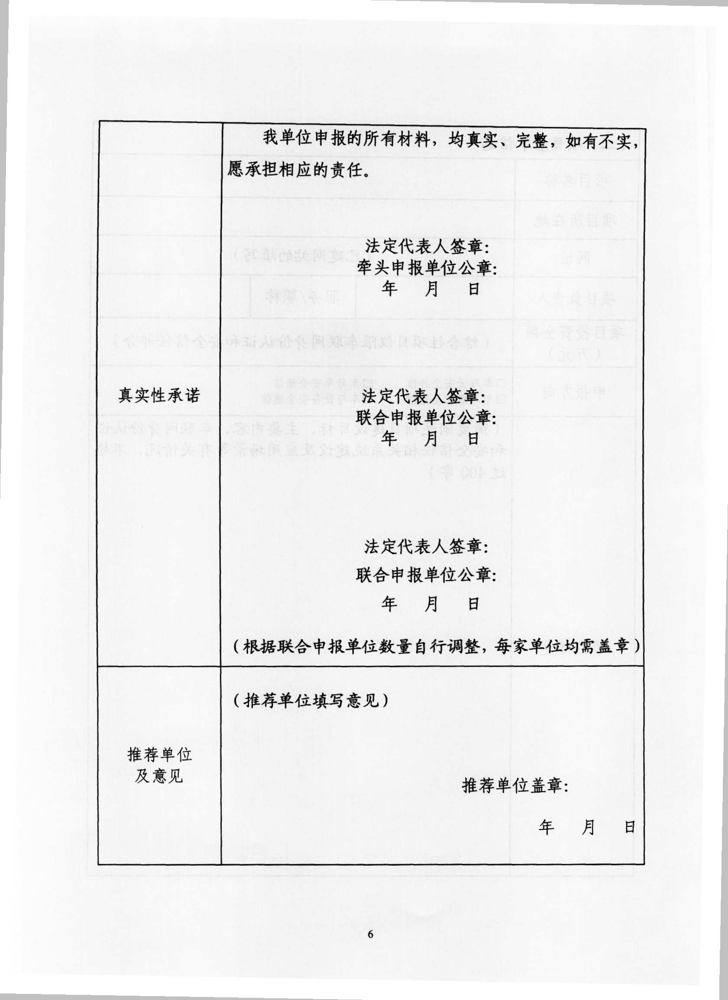 我单位申报的所有材料，均真实、完整，如有不实，
愿承担相应的责任。
法定代表人签章：
牵头申报单位公章：
年 月 日
真实性承诺
法定代表人签章：
联合申报单位公章：
年 月 日
法定代表人签章：
联合申报单位公章：
年 月 日
（根据联合申报单位数量自行调整，每家单位均需盖章）
（推荐单位填写意见）
推荐单位
及意见
推荐单位盖章：
年 月 日
6